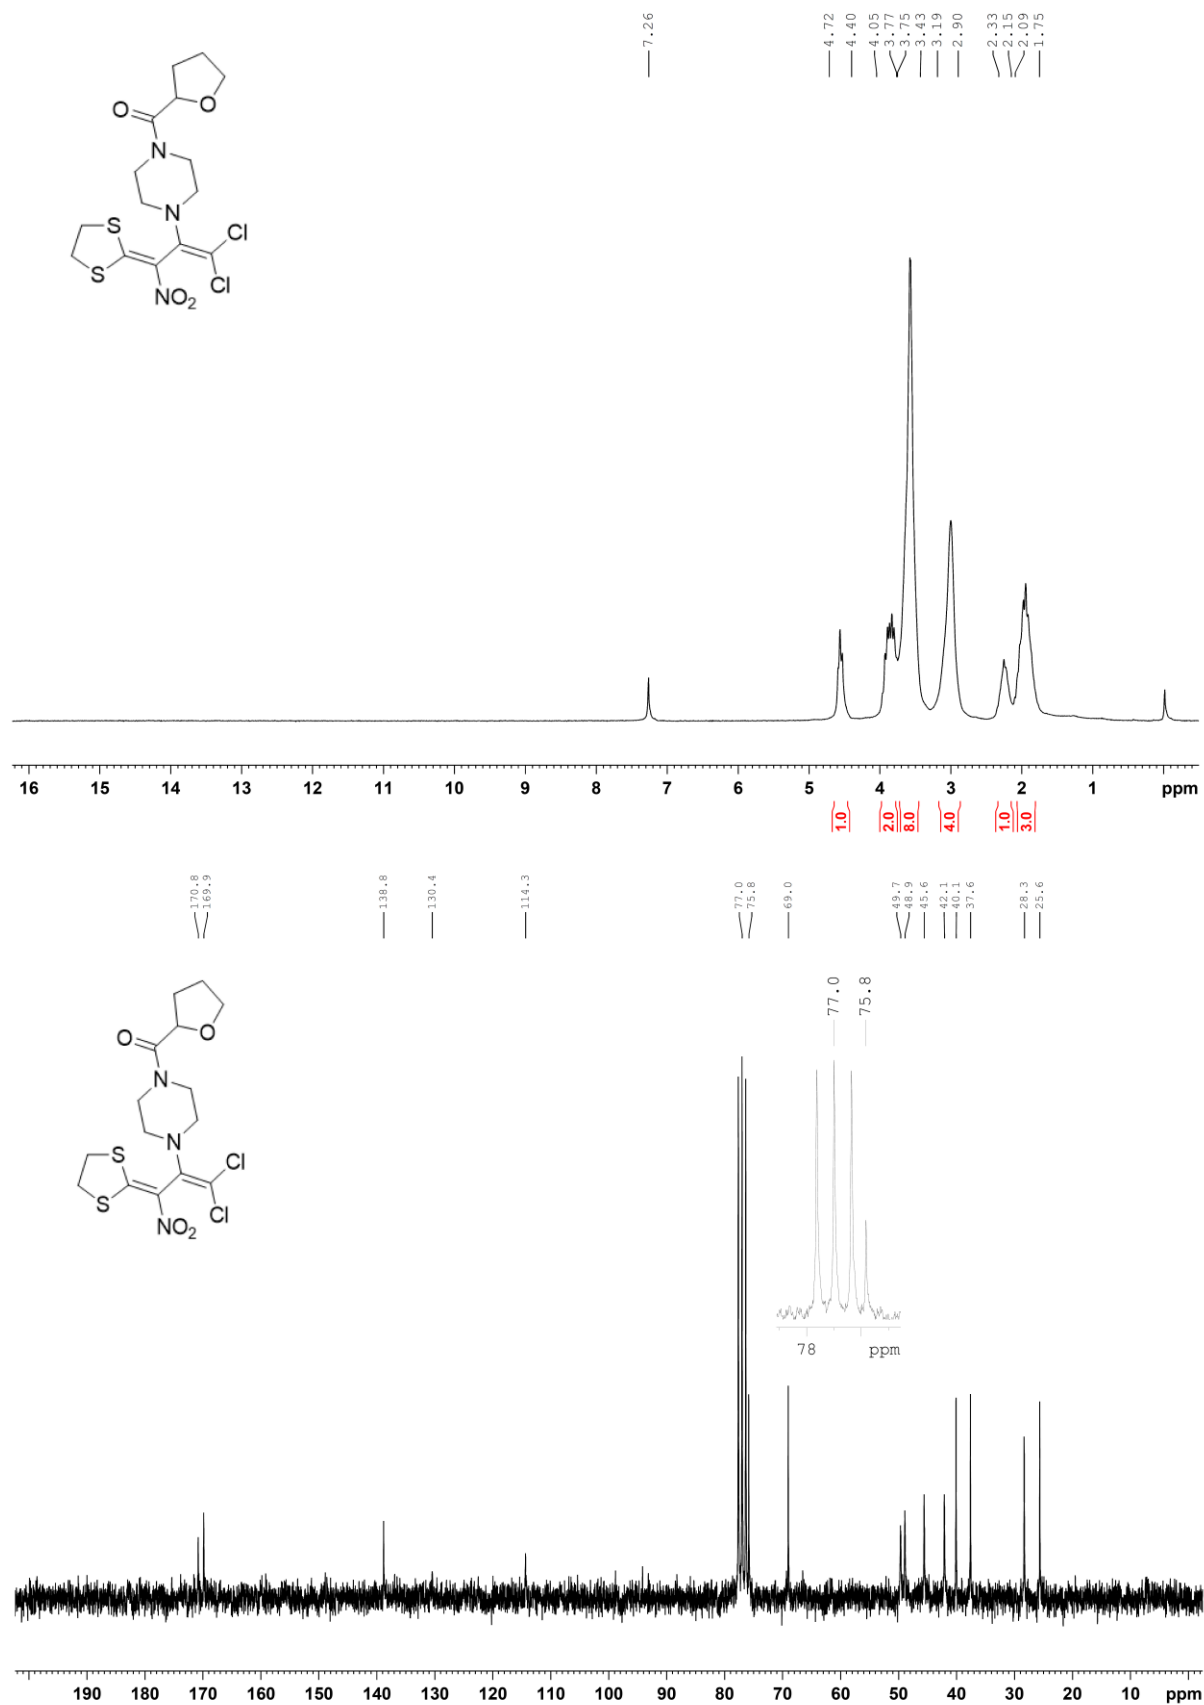 7.26 4.72 4.40 4.05 3.77 3.75 3.43 3.19 2.90 2.33 2.15 2.09 1.75
O
O
N
N
S
S
Cl
Cl
NO2
16 15 14 13 12 11 10 9 8 7 6 5 4 3 2 1 ppm
1.0 2.0 8.0 4.0 1.0 3.0
170.8 169.9 138.8 130.4 114.3 77.0 75.8 69.0 49.7 48.9 45.6 42.1 40.1 37.6 28.3 25.6
77.0 75.8
O
O
N
N
S
S
Cl
Cl
NO2
78 ppm
190 180 170 160 150 140 130 120 110 100 90 80 70 60 50 40 30 20 10 ppm